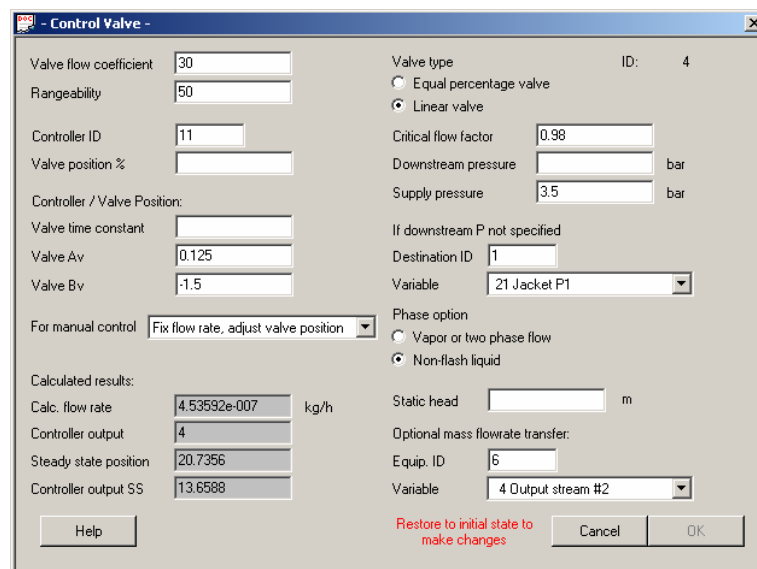 - Control Valve -
Valve flow coefficient 30
Rangeability 50
Controller ID 11
Valve position %
Controller / Valve Position:
Valve time constant
Valve Av 0.125
Valve Bv -1.5
For manual control Fix flow rate, adjust valve position
Calculated results:
Calc. flow rate 4.53592e-007 kg/h
Controller output 4
Steady state position 20.7356
Controller output SS 13.6588
Help
Valve type ID: 4
Equal percentage valve
Linear valve
Critical flow factor 0.98
Downstream pressure bar
Supply pressure 3.5 bar
If downstream P not specified
Destination ID 1
Variable 21 Jacket P1
Phase option
Vapor or two phase flow
Non-flash liquid
Static head m
Optional mass flowrate transfer:
Equip. ID 6
Variable 4 Output stream #2
Restore to initial state to
make changes
Cancel
OK